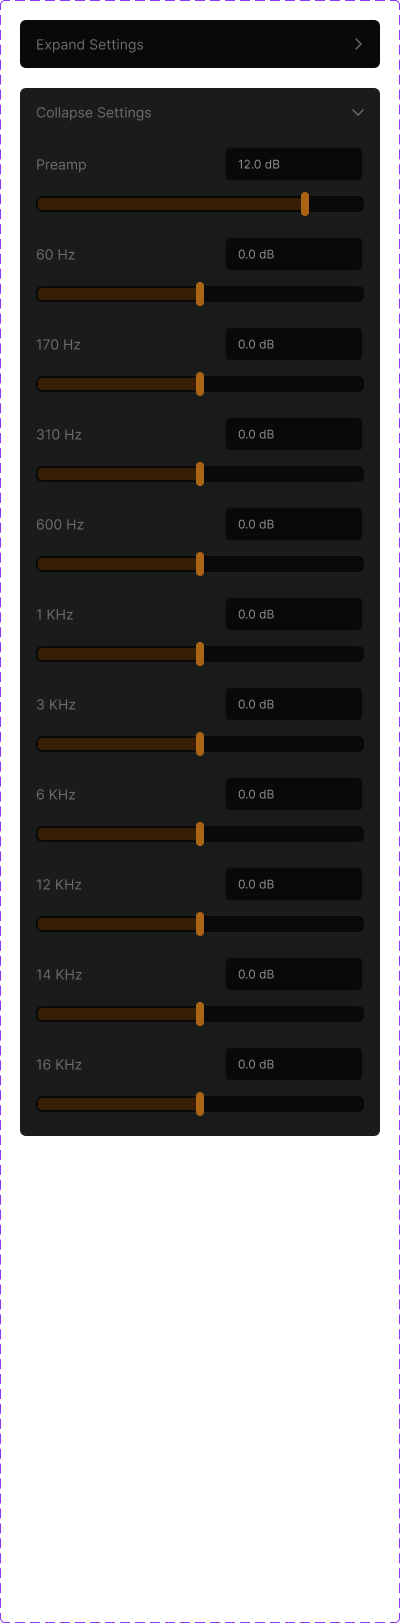 Expand Settings
Collapse Settings
Preamp 12.0 dB
60 Hz 0.0 dB
170 Hz 0.0 dB
310 Hz 0.0 dB
600 Hz 0.0 dB
1 KHz 0.0 dB
3 KHz 0.0 dB
6 KHz 0.0 dB
12 KHz 0.0 dB
14 KHz 0.0 dB
16 KHz 0.0 dB